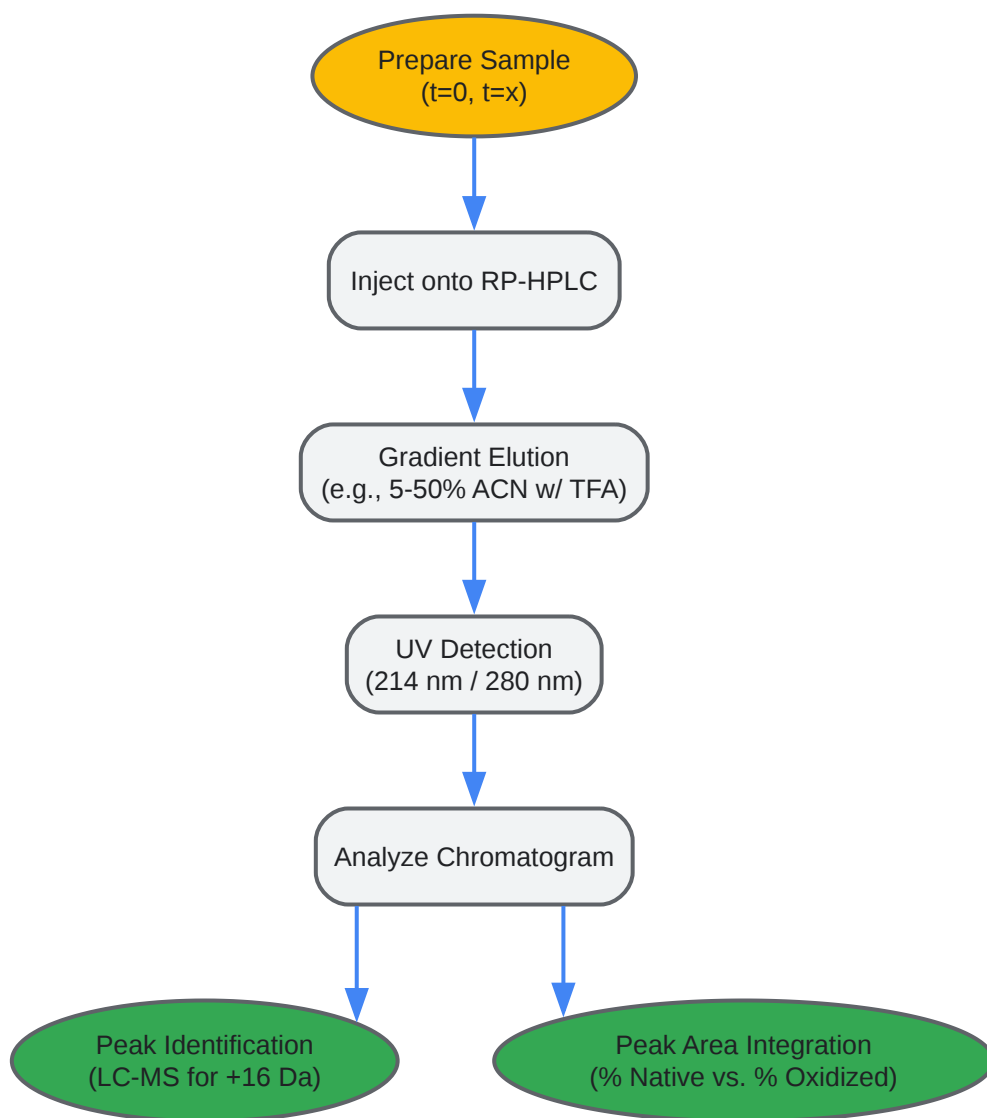 Prepare Sample
(t=0, t=x)
Inject onto RP-HPLC
Gradient Elution
(e.g., 5-50% ACN w/ TFA)
UV Detection
(214 nm / 280 nm)
Analyze Chromatogram
Peak Identification
(LC-MS for +16 Da)
Peak Area Integration
(% Native vs. % Oxidized)